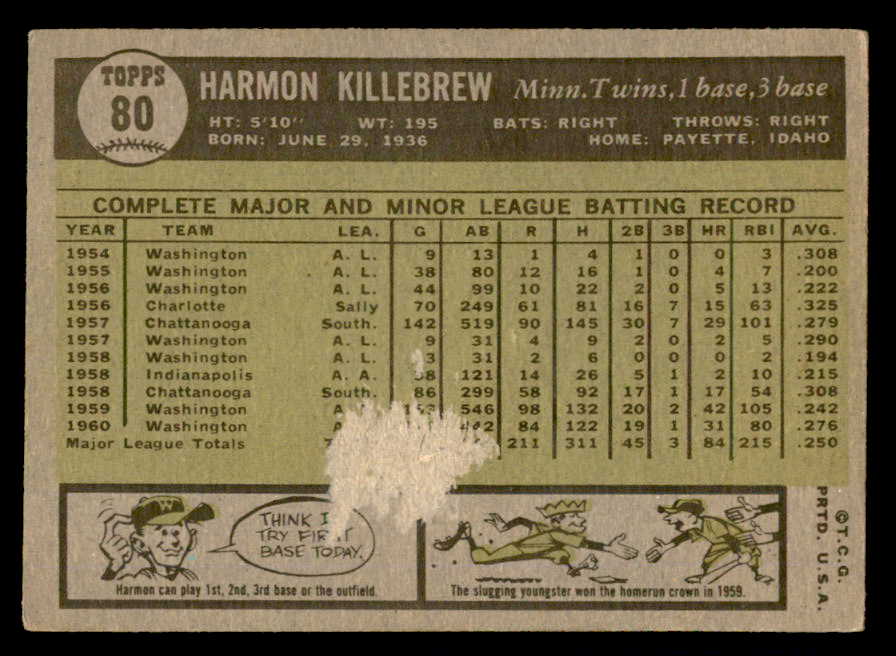 TOPPS
80
HARMON KILLEBREW Minn. Twins, 1 base, 3 base
HT: 5'10" WT: 195 BATS: RIGHT THROWS: RIGHT
BORN: JUNE 29, 1936 HOME: PAYETTE, IDAHO
COMPLETE MAJOR AND MINOR LEAGUE BATTING RECORD
YEAR TEAM LEA. G AB R H 2B 3B HR RBI AVG.
1954 Washington A. L. 9 13 1 4 1 0 0 3 .308
1955 Washington A. L. 38 80 12 16 1 0 4 7 .200
1956 Washington A. L. 44 99 10 22 2 0 5 13 .222
1956 Charlotte Sally 70 249 61 81 16 7 15 63 .325
1957 Chattanooga South. 142 519 90 145 30 7 29 101 .279
1957 Washington A. L. 9 31 4 9 2 0 2 5 .290
1958 Washington A. L. 3 31 2 6 0 0 0 2 .194
1958 Indianapolis A. A. 8 121 14 26 5 1 2 10 .215
1958 Chattanooga South. 86 299 58 92 17 1 17 54 .308
1959 Washington A. 546 98 132 20 2 42 105 .242
1960 Washington 84 122 19 1 31 80 .276
Major League Totals 211 311 45 3 84 215 .250
THINK
TRY FIRST
BASE TODAY.
Harmon can play 1st, 2nd, 3rd base or the outfield.
W
The slugging youngster won the homerun crown in 1959.
©T.C.G.
PRTD. U.S.A.